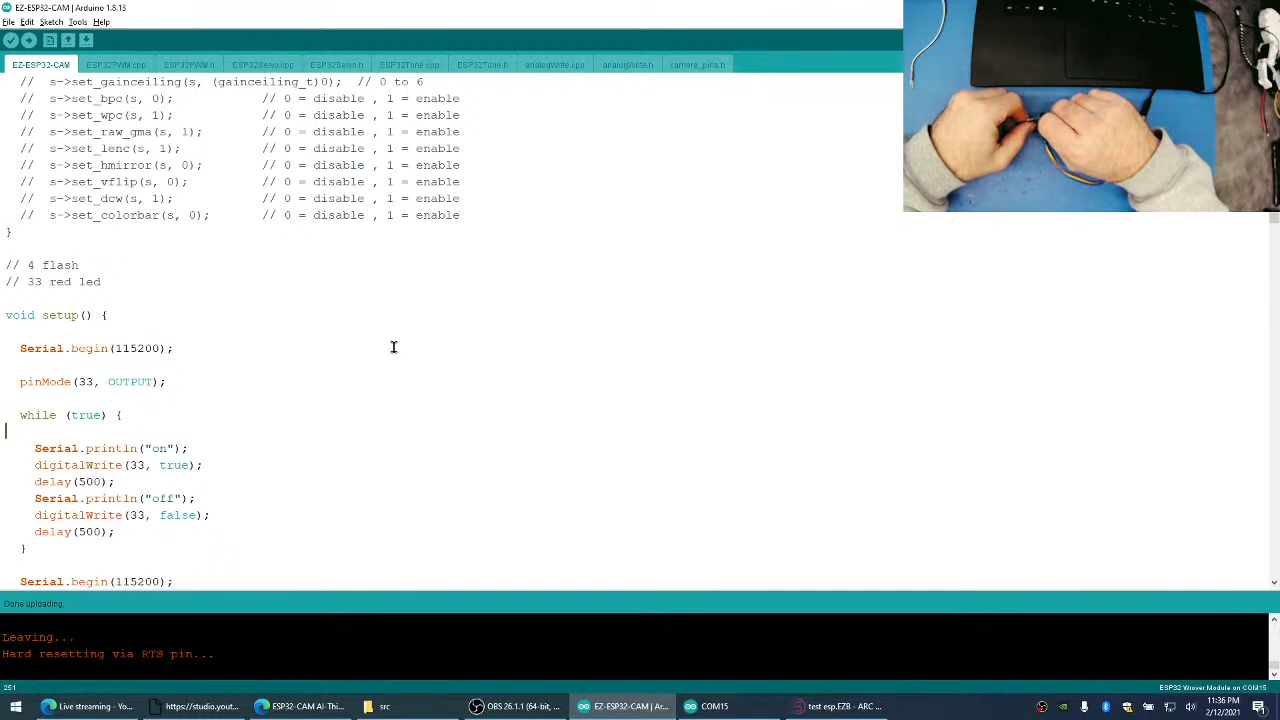 EZ-ESP32-CAM | Arduino 1.8.13
File Edit Sketch Tools Help
EZ-ESP32-CAM ESP32PWM.cpp ESP32PWM.h ESP32Servo.cpp ESP32Servo.h ESP32Tone.cpp ESP32Tone.h analogWrite.cpp analogWrite.h camera_pins.h
//  s->set_gainceiling(s, (gainceiling_t)0);  // 0 to 6
//  s->set_bpc(s, 0);            // 0 = disable , 1 = enable
//  s->set_wpc(s, 1);            // 0 = disable , 1 = enable
//  s->set_raw_gma(s, 1);        // 0 = disable , 1 = enable
//  s->set_lenc(s, 1);           // 0 = disable , 1 = enable
//  s->set_hmirror(s, 0);        // 0 = disable , 1 = enable
//  s->set_vflip(s, 0);          // 0 = disable , 1 = enable
//  s->set_dcw(s, 1);            // 0 = disable , 1 = enable
//  s->set_colorbar(s, 0);       // 0 = disable , 1 = enable
}
// 4 flash
// 33 red led
void setup() {
Serial.begin(115200);
pinMode(33, OUTPUT);
while (true) {
Serial.println("on");
digitalWrite(33, true);
delay(500);
Serial.println("off");
digitalWrite(33, false);
delay(500);
}
Serial.begin(115200);
Done uploading.
Leaving...
Hard resetting via RTS pin...
251 ESP32 Wrover Module on COM15
Live streaming - Yo... https://studio.yout... ESP32-CAM AI-Thi... src OBS 26.1.1 (64-bit, ... EZ-ESP32-CAM | Ar... COM15 test esp.EZB - ARC ... 11:36 PM
2/12/2021